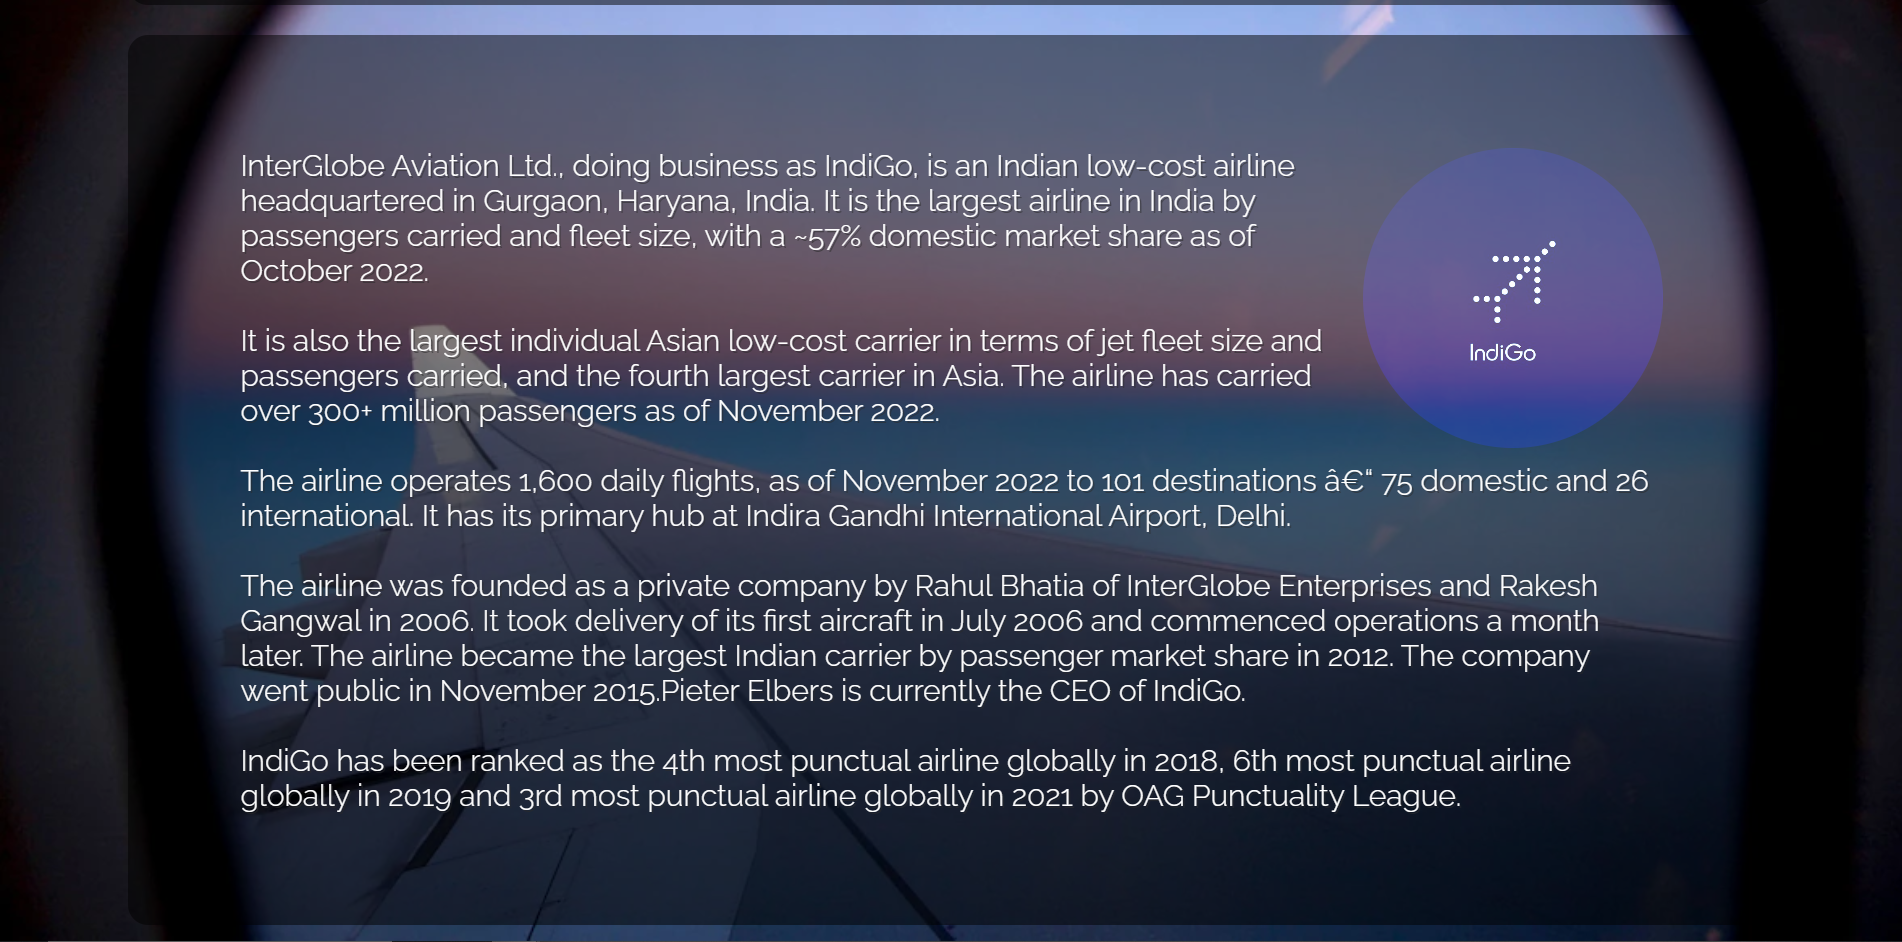 InterGlobe Aviation Ltd., doing business as IndiGo, is an Indian low-cost airline
headquartered in Gurgaon, Haryana, India. It is the largest airline in India by
passengers carried and fleet size, with a ~57% domestic market share as of
October 2022.
It is also the largest individual Asian low-cost carrier in terms of jet fleet size and
passengers carried, and the fourth largest carrier in Asia. The airline has carried
over 300+ million passengers as of November 2022.
IndiGo
The airline operates 1,600 daily flights, as of November 2022 to 101 destinations â€“ 75 domestic and 26
international. It has its primary hub at Indira Gandhi International Airport, Delhi.
The airline was founded as a private company by Rahul Bhatia of InterGlobe Enterprises and Rakesh
Gangwal in 2006. It took delivery of its first aircraft in July 2006 and commenced operations a month
later. The airline became the largest Indian carrier by passenger market share in 2012. The company
went public in November 2015.Pieter Elbers is currently the CEO of IndiGo.
IndiGo has been ranked as the 4th most punctual airline globally in 2018, 6th most punctual airline
globally in 2019 and 3rd most punctual airline globally in 2021 by OAG Punctuality League.